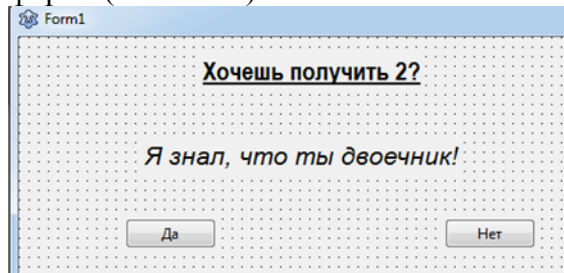 Form1
Хочешь получить 2?
Я знал, что ты двоечник!
Да
Нет